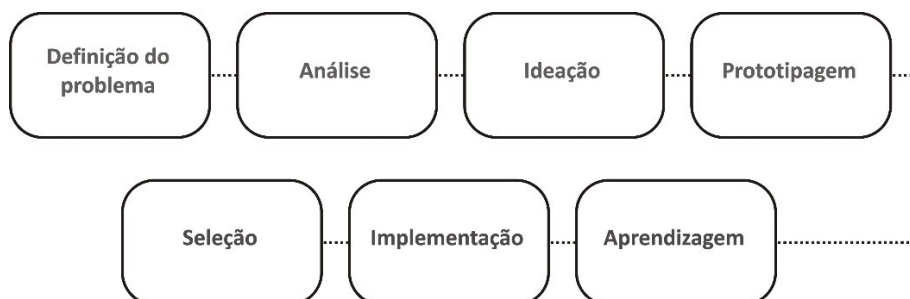 Definição do
problema
Análise
Ideação
Prototipagem
Seleção
Implementação
Aprendizagem